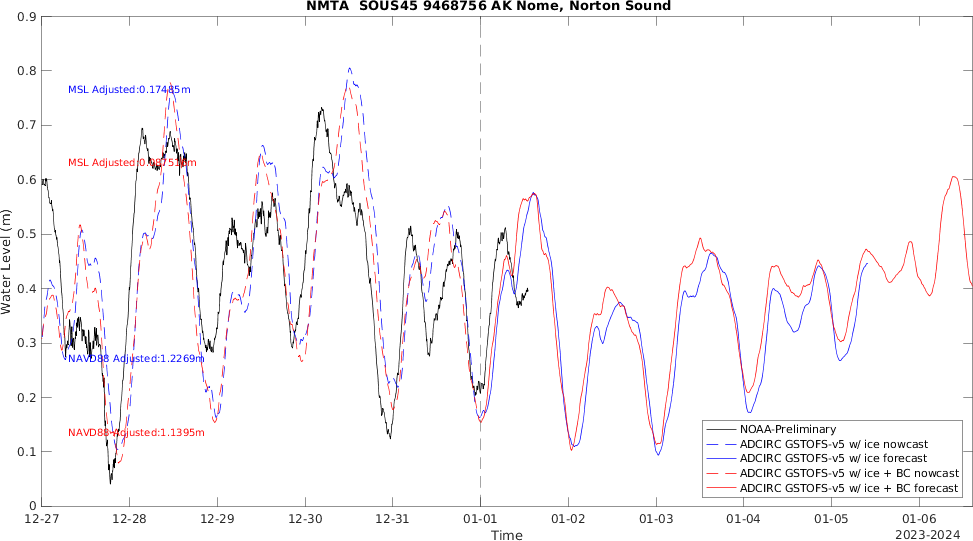 NMTA SOUS45 9468756 AK Nome, Norton Sound
Water Level (m)
0.9
0.8
0.7
0.6
0.5
0.4
0.3
0.2
0.1
0
MSL Adjusted:0.17485m
NAVD88 Adjusted:1.2269m
NAVD88 Adjusted:1.1395m
MSL Adjusted:
NOAA-Preliminary
ADCIRC GSTOFS-v5 w/ ice nowcast
ADCIRC GSTOFS-v5 w/ ice forecast
ADCIRC GSTOFS-v5 w/ ice + BC nowcast
ADCIRC GSTOFS-v5 w/ ice + BC forecast
12-27 12-28 12-29 12-30 12-31 01-01 01-02 01-03 01-04 01-05 01-06
Time
2023-2024